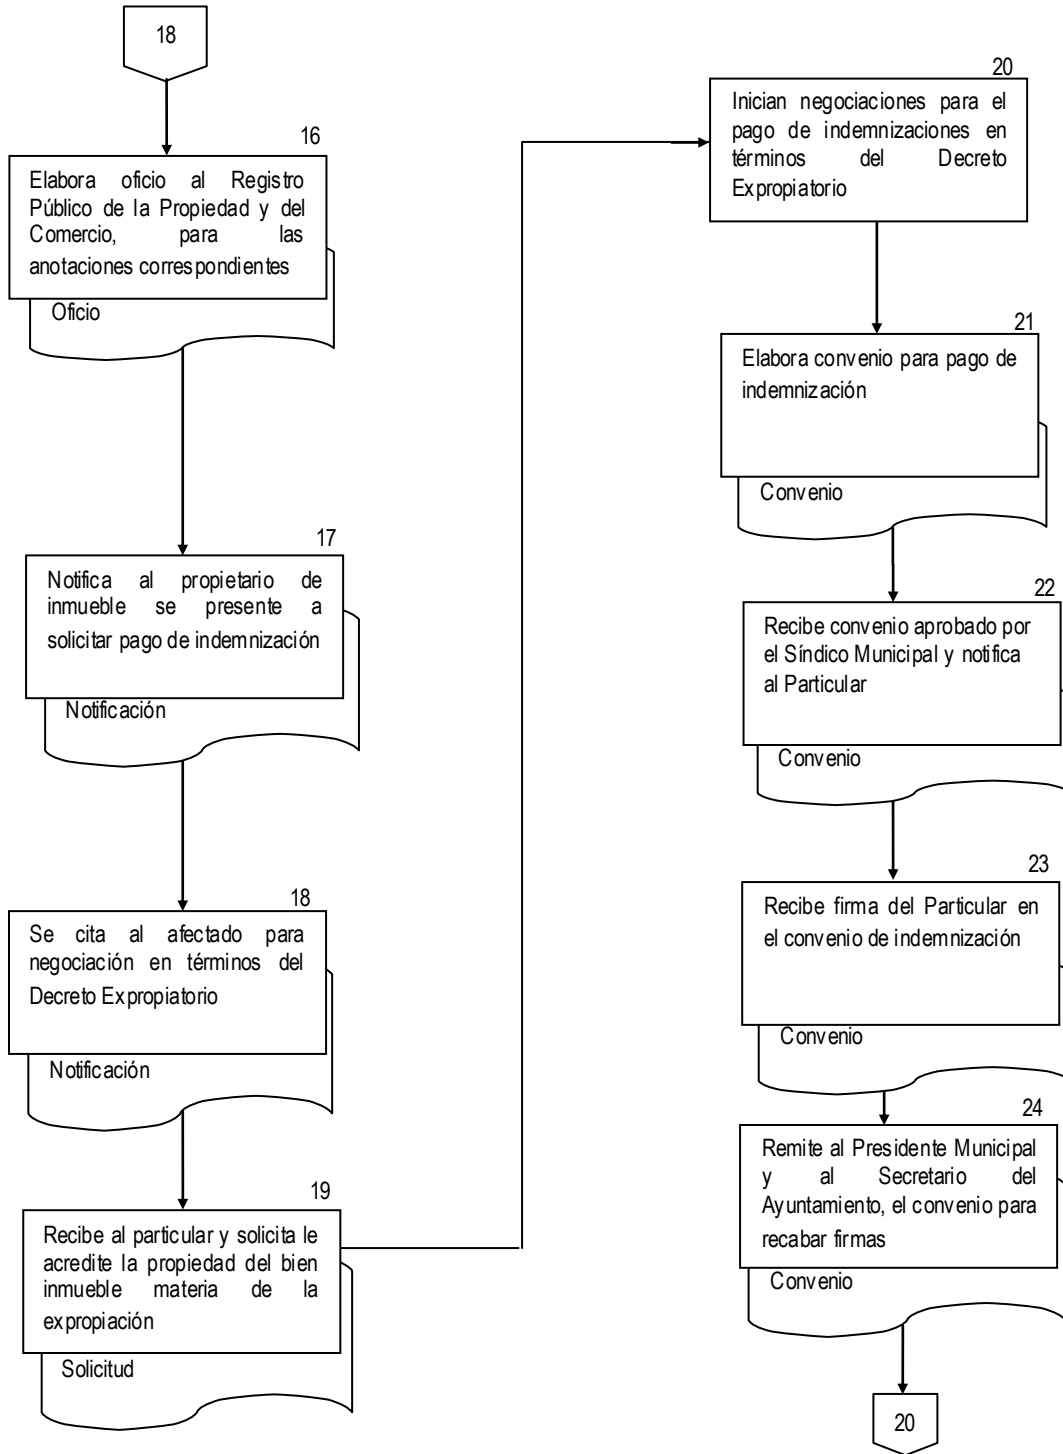 18
16
Elabora oficio al Registro
Público de la Propiedad y del
Comercio, para las
anotaciones correspondientes
Oficio
17
Notifica al propietario de
inmueble se presente a
solicitar pago de indemnización
Notificación
18
Se cita al afectado para
negociación en términos del
Decreto Expropiatorio
Notificación
19
Recibe al particular y solicita le
acredite la propiedad del bien
inmueble materia de la
expropiación
Solicitud
20
Inician negociaciones para el
pago de indemnizaciones en
términos del Decreto
Expropiatorio
21
Elabora convenio para pago de
indemnización
Convenio
22
Recibe convenio aprobado por
el Síndico Municipal y notifica
al Particular
Convenio
23
Recibe firma del Particular en
el convenio de indemnización
Convenio
24
Remite al Presidente Municipal
y al Secretario del
Ayuntamiento, el convenio para
recabar firmas
Convenio
20